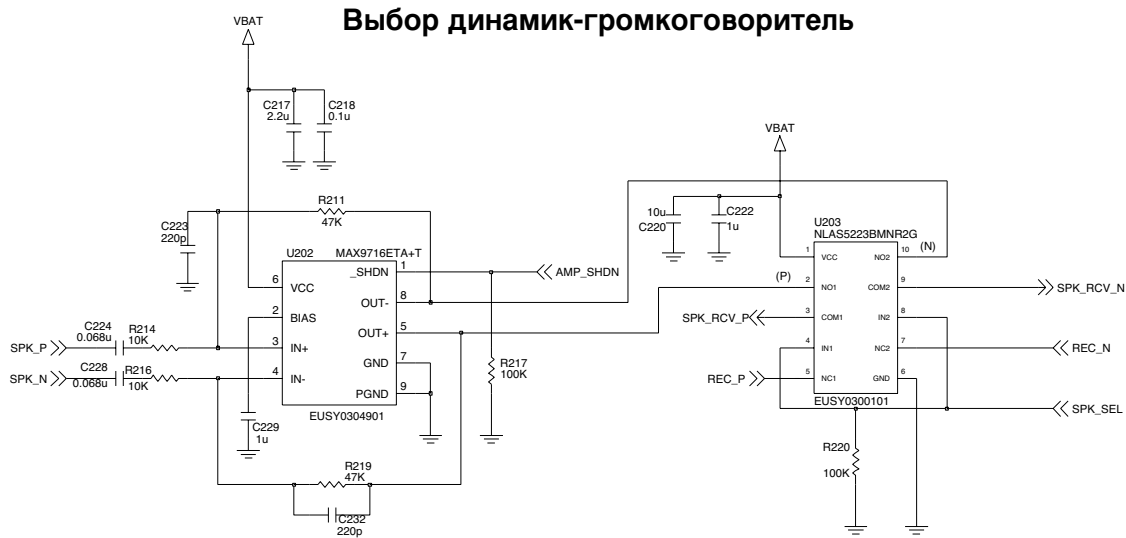 Выбор динамик-громкоговоритель
VBAT
C217
2.2u
C218
0.1u
VBAT
R211
47K
C223
220p
10u
C220
C222
1u
U203
NLAS5223BMNR2G
U202
MAX9716ETA+T
1
_SHDN
AMP_SHDN
6
VCC
8
OUT-
2
BIAS
5
OUT+
3
IN+
7
GND
4
IN-
9
PGND
EUSY0304901
C224
0.068u
R214
10K
SPK_P
C228
0.068u
R216
10K
SPK_N
C229
1u
R217
100K
R219
47K
C232
220p
1
VCC
NO2
10
(N)
(P)
2
NO1
COM2
9
SPK_RCV_N
SPK_RCV_P
3
COM1
IN2
8
4
IN1
NC2
7
REC_N
REC_P
5
NC1
GND
6
EUSY0300101
SPK_SEL
R220
100K